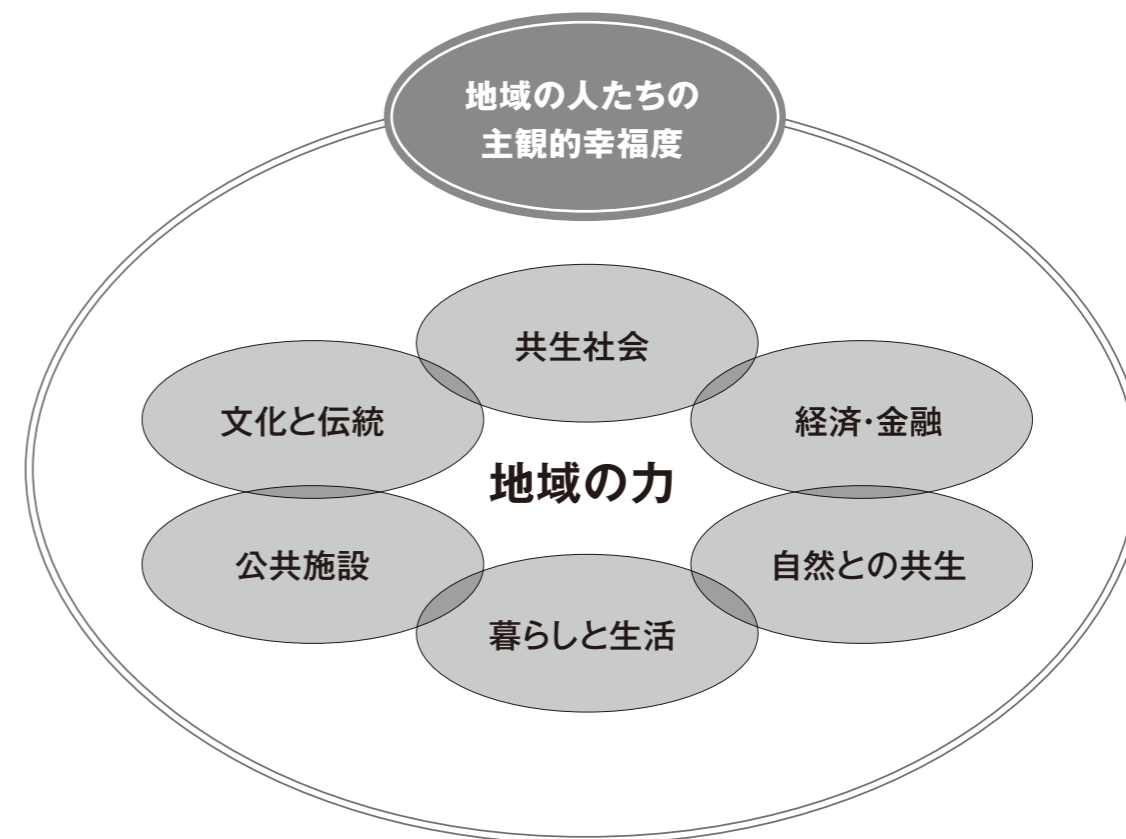 地域の人たちの
主観的幸福度
共生社会
文化と伝統
経済・金融
地域の力
公共施設
自然との共生
暮らしと生活